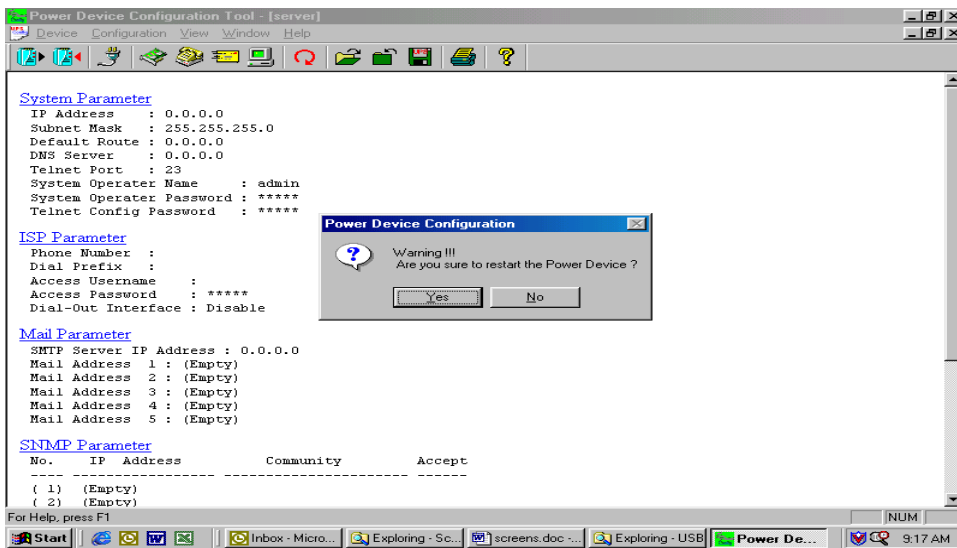 Power Device Configuration Tool - [server]
Device Configuration View Window Help
System Parameter
IP Address : 0.0.0.0
Subnet Mask : 255.255.255.0
Default Route : 0.0.0.0
DNS Server : 0.0.0.0
Telnet Port : 23
System Operater Name : admin
System Operater Password : *****
Telnet Config Password : *****
ISP Parameter
Phone Number :
Dial Prefix :
Access Username :
Access Password : *****
Dial-Out Interface : Disable
Power Device Configuration
Warning !!!
Are you sure to restart the Power Device ?
Yes No
Mail Parameter
SMTP Server IP Address : 0.0.0.0
Mail Address 1 : (Empty)
Mail Address 2 : (Empty)
Mail Address 3 : (Empty)
Mail Address 4 : (Empty)
Mail Address 5 : (Empty)
SNMP Parameter
No. IP Address Community Accept
---- ----------------- ---------------------- ------
( 1) (Empty)
( 2) (Empty)
For Help, press F1 NUM
Start Inbox - Micro... Exploring - Sc... screens.doc -... Exploring - USB Power De... 9:17 AM